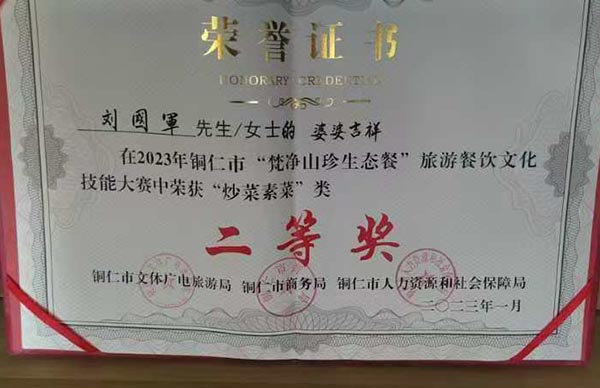 荣誉证书
HONORARY CREDENTIAL
刘國軍 先生/女士的 婆婆吉祥
在2023年铜仁市“梵净山珍生态餐”旅游餐饮文化
技能大赛中荣获“炒菜素菜”类
二等奖
铜仁市文体广电旅游局 铜仁市商务局 铜仁市人力资源和社会保障局
二〇二三年一月